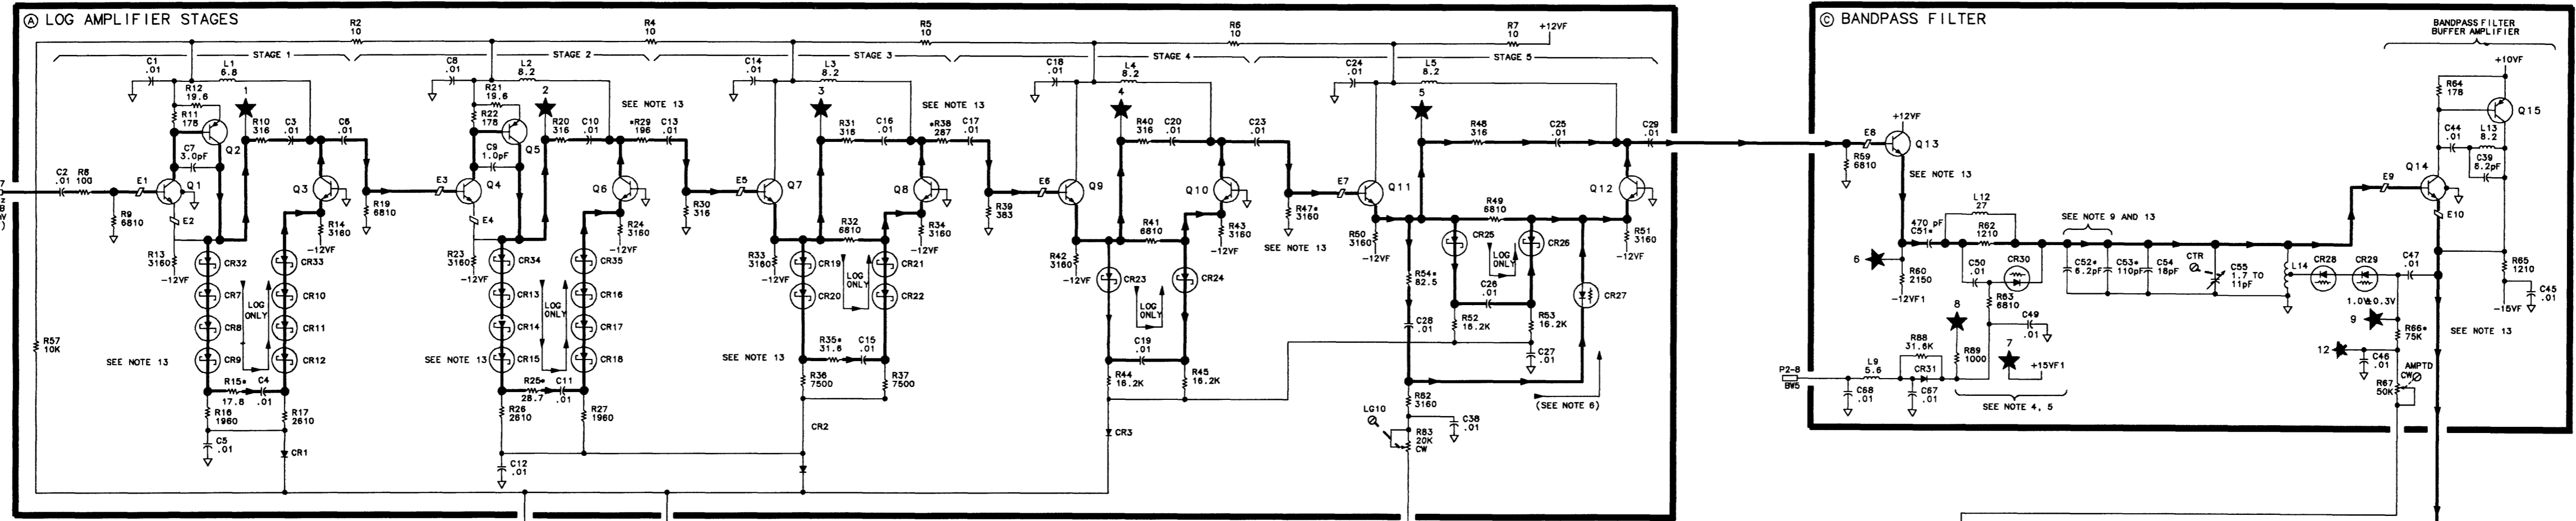 Ⓐ LOG AMPLIFIER STAGES
R2
10
R4
10
R5
10
R6
10
R7
10
+12VF
STAGE 1
STAGE 2
STAGE 3
STAGE 4
STAGE 5
C1
.01
L1
6.8
R12
19.6
R11
178
1
R10
316
C3
.01
C6
.01
Q2
C7
3.0pF
C2
.01
R8
100
E1
Q1
E2
Q3
R9
6810
R13
3160
-12VF
R14
3160
-12VF
R19
6810
CR32
CR33
CR7
CR10
LOG
ONLY
CR8
CR11
CR9
CR12
SEE NOTE 13
R57
10K
R15*
17.8
C4
.01
R16
1960
R17
2610
C5
.01
CR1
C8
.01
L2
8.2
R21
19.6
R22
178
2
R20
316
C10
.01
SEE NOTE 13
*R29
196
C13
.01
Q5
C9
1.0pF
E3
Q4
E4
Q6
R23
3160
-12VF
R24
3160
-12VF
R30
316
CR34
CR35
CR13
CR16
LOG
ONLY
CR14
CR17
CR15
CR18
SEE NOTE 13
R25*
28.7
C11
.01
R26
2610
R27
1960
C12
.01
C14
.01
L3
8.2
3
R31
316
C16
.01
SEE NOTE 13
*R38
287
C17
.01
E5
Q7
Q8
R32
6810
R33
3160
-12VF
R34
3160
-12VF
R39
383
CR19
CR21
LOG
ONLY
CR20
CR22
SEE NOTE 13
R35*
31.6
C15
.01
R36
7500
R37
7500
CR2
C18
.01
L4
8.2
4
R40
316
C20
.01
C23
.01
E6
Q9
Q10
R41
6810
R42
3160
-12VF
R43
3160
-12VF
R47*
3160
SEE NOTE 13
CR23
CR24
LOG
ONLY
C19
.01
R44
16.2K
R45
16.2K
CR3
C24
.01
L5
8.2
5
R48
316
C25
.01
C29
.01
E7
Q11
Q12
R49
6810
R50
3160
-12VF
R51
3160
-12VF
CR25
CR26
LOG
ONLY
R54*
82.5
C26
.01
CR27
R52
16.2K
R53
16.2K
C28
.01
C27
.01
R82
3160
(SEE NOTE 6)
LG10
R83
20K
CW
C38
.01
Ⓒ BANDPASS FILTER
BANDPASS FILTER
BUFFER AMPLIFIER
+10VF
R64
178
Q15
+12VF
E8
Q13
R59
6810
SEE NOTE 13
C44
.01
L13
8.2
C39
8.2pF
Q14
E9
E10
L12
27
470 pF
C51*
R62
1210
SEE NOTE 9 AND 13
6
R60
2150
-12VF1
C50
.01
CR30
C52*
6.2pF
C53*
110pF
C54
18pF
CTR
C55
1.7 TO
11pF
L14
CR28
CR29
C47
.01
R65
1210
C45
.01
-15VF
8
R63
6810
C49
.01
1.0V±0.3V
9
R66*
75K
SEE NOTE 13
R88
31.6K
R89
1000
7
+15VF1
12
C46
.01
AMPTD
CW
R67
50K
P2-8
BW5
L9
5.6
CR31
C68
.01
C67
.01
SEE NOTE 4, 5